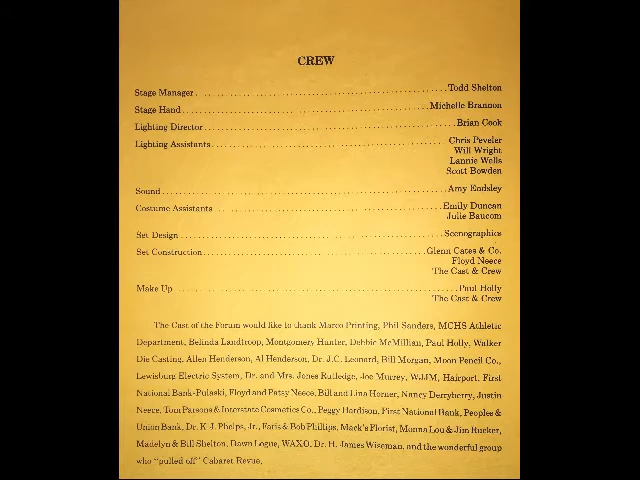 CREW
Stage Manager Todd Shelton
Stage Hand Michelle Brannon
Lighting Director Brian Cook
Lighting Assistants Chris Peveler
Will Wright
Lannie Wells
Scott Bowden
Sound Amy Endsley
Costume Assistants Emily Duncan
Julie Baucom
Set Design Scenographics
Set Construction Glenn Cates & Co.
Floyd Neece
The Cast & Crew
Make Up Paul Holly
The Cast & Crew
The Cast of the Forum would like to thank Marco Printing, Phil Sanders, MCHS Athletic
Department, Belinda Landtroop, Montgomery Hunter, Debbie McMillian, Paul Holly, Walker
Die Casting, Allen Henderson, Al Henderson, Dr. J.C. Leonard, Bill Morgan, Moon Pencil Co.,
Lewisburg Electric System, Dr. and Mrs. Jones Rutledge, Joe Murrey, WJJM, Hairport, First
National Bank-Pulaski, Floyd and Patsy Neece, Bill and Lina Horner, Nancy Derryberry, Justin
Neece, Tom Parsons & Interstate Cosmetics Co., Peggy Hardison, First National Bank, Peoples &
Union Bank, Dr. K J. Phelps, Jr., Faris & Bob Phillips, Mack's Florist, Monna Lou & Jim Rucker,
Madelyn & Bill Shelton, Dawn Logue, WAXO, Dr. H. James Wiseman, and the wonderful group
who "pulled off" Cabaret Revue.